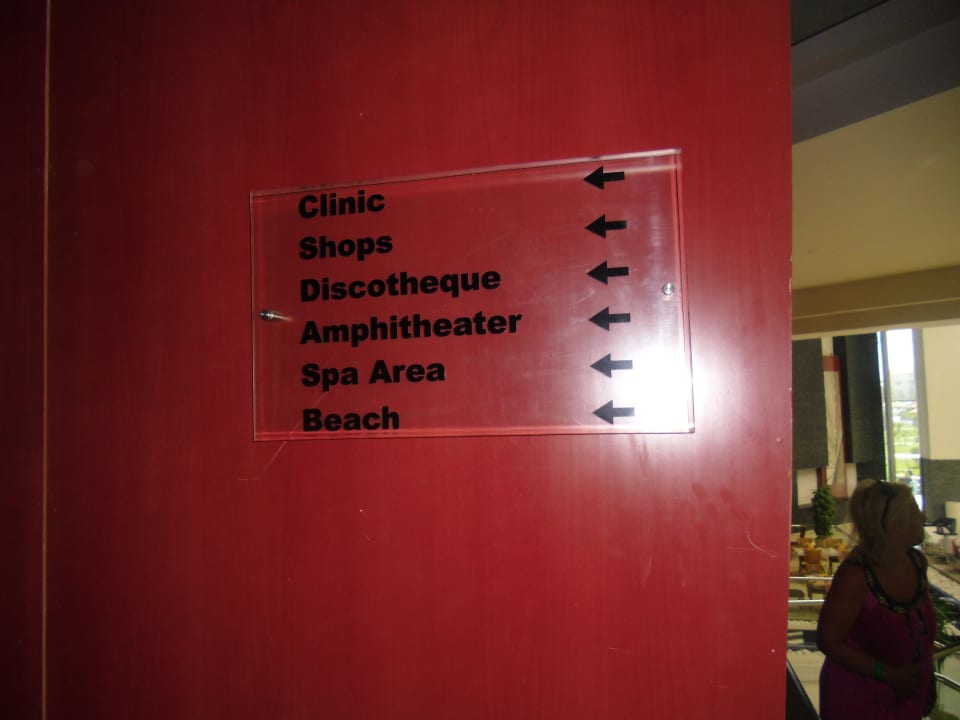 Clinic
Shops
Discotheque
Amphitheater
Spa Area
Beach